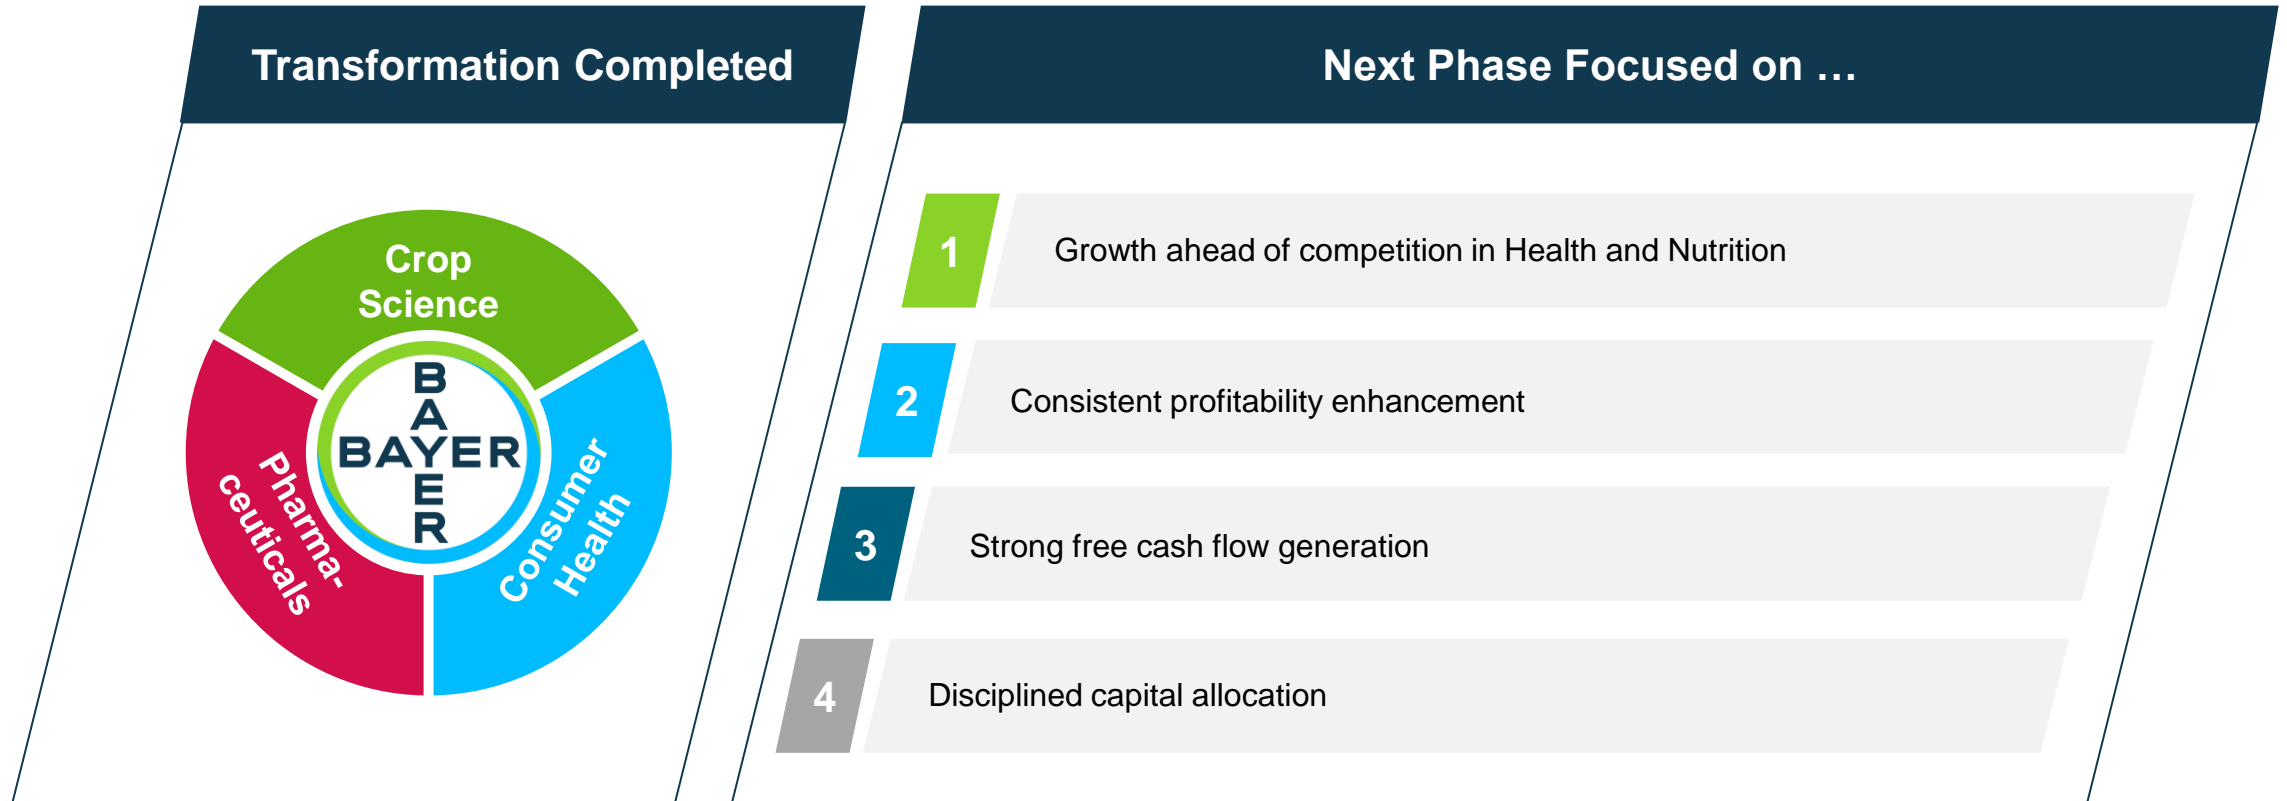 Transformation Completed
Crop
Science
Pharma-
ceuticals
Consumer
Health
BAYER
BAYER
Next Phase Focused on …
1
Growth ahead of competition in Health and Nutrition
2
Consistent profitability enhancement
3
Strong free cash flow generation
4
Disciplined capital allocation